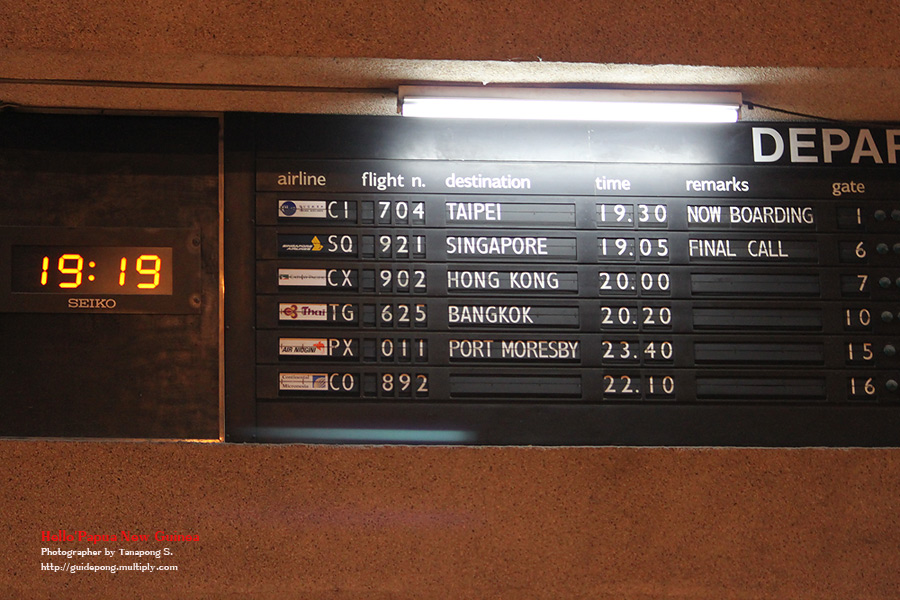 DEPAR
airline flight n. destination time remarks gate
CI 704 TAIPEI 19.30 NOW BOARDING 1
SINGAPORE AIRLINES SQ 921 SINGAPORE 19.05 FINAL CALL 6
CX 902 HONG KONG 20.00 7
Thai TG 625 BANGKOK 20.20 10
AIR NIUGINI PX 011 PORT MORESBY 23.40 15
CO 892 22.10 16
19:19
SEIKO
Hello Papua New Guinea
Photographer by Tanapong S.
http://guidepong.multiply.com